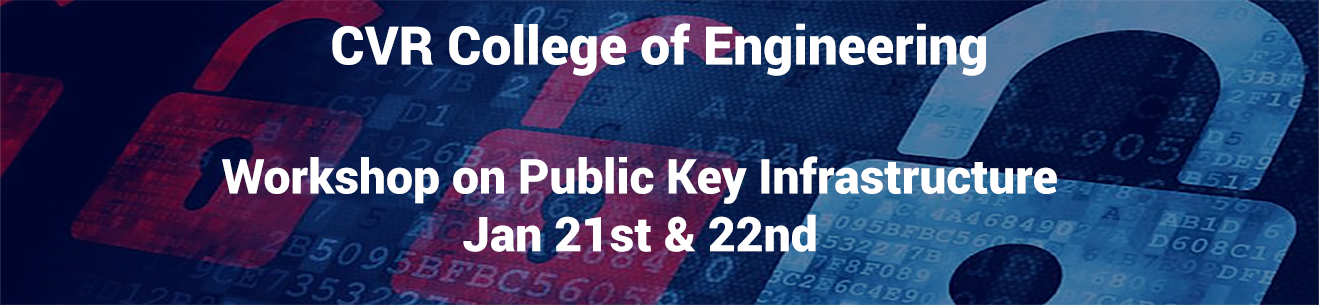 CVR College of Engineering
Workshop on Public Key Infrastructure
Jan 21st & 22nd